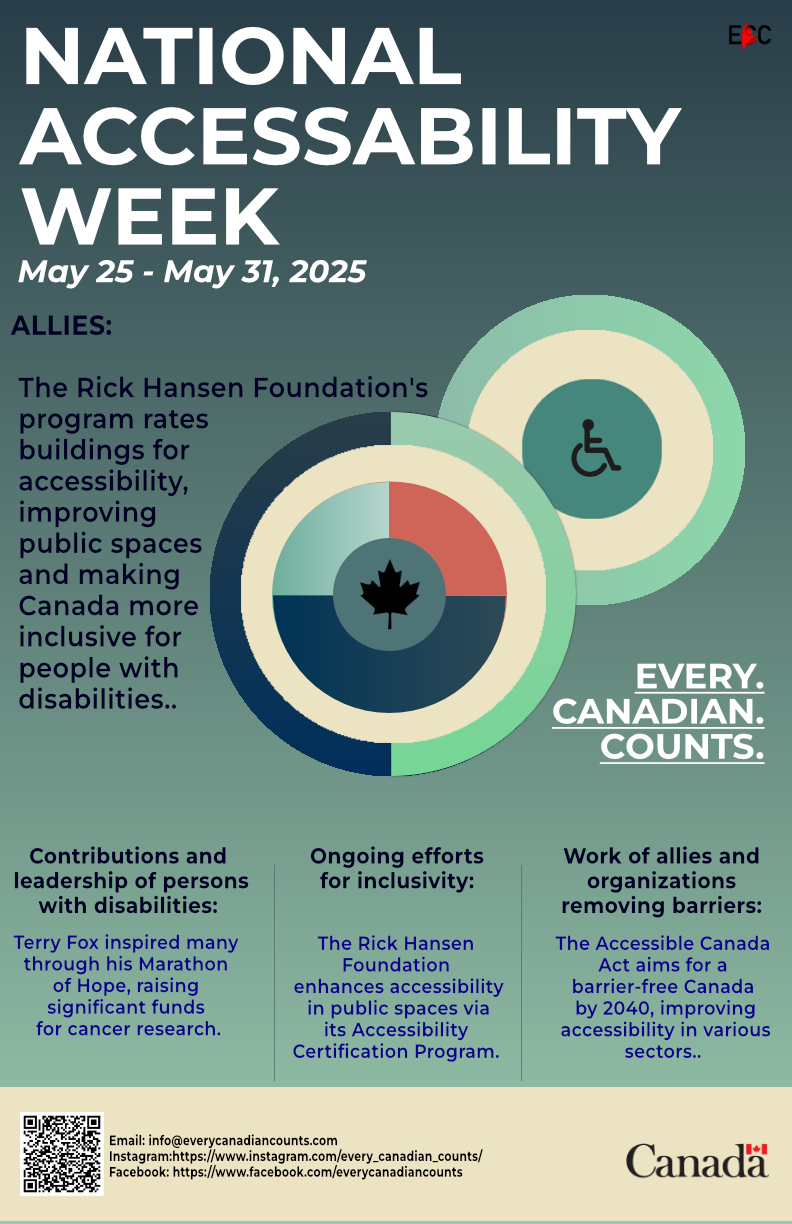 NATIONAL
ACCESSABILITY
WEEK
May 25 - May 31, 2025
ALLIES:
The Rick Hansen Foundation's
program rates
buildings for
accessibility,
improving
public spaces
and making
Canada more
inclusive for
people with
disabilities..
EVERY.
CANADIAN.
COUNTS.
Contributions and
leadership of persons
with disabilities:
Terry Fox inspired many
through his Marathon
of Hope, raising
significant funds
for cancer research.
Ongoing efforts
for inclusivity:
The Rick Hansen
Foundation
enhances accessibility
in public spaces via
its Accessibility
Certification Program.
Work of allies and
organizations
removing barriers:
The Accessible Canada
Act aims for a
barrier-free Canada
by 2040, improving
accessibility in various
sectors..
Email: info@everycanadiancounts.com
Instagram:https://www.instagram.com/every_canadian_counts/
Facebook: https://www.facebook.com/everycanadiancounts
Canada